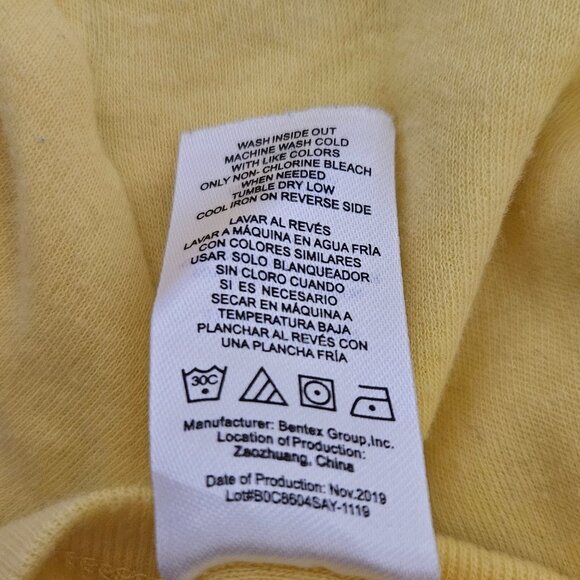 WASH INSIDE OUT
MACHINE WASH COLD
WITH LIKE COLORS
ONLY NON- CHLORINE BLEACH
WHEN NEEDED
TUMBLE DRY LOW
COOL IRON ON REVERSE SIDE
LAVAR AL REVÉS
LAVAR A MÁQUINA EN AGUA FRÍA
CON COLORES SIMILARES
USAR SOLO BLANQUEADOR
SIN CLORO CUANDO
SI ES NECESARIO
SECAR EN MÁQUINA A
TEMPERATURA BAJA
PLANCHAR AL REVÉS CON
UNA PLANCHA FRÍA
30C
Manufacturer: Bentex Group,Inc.
Location of Production:
Zaozhuang, China
Date of Production: Nov.2019
Lot#B0C8604SAY-1119